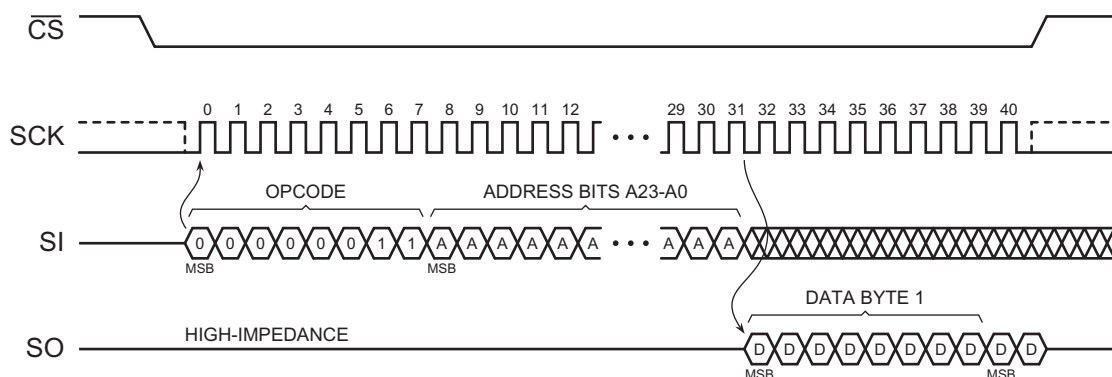 CS
0 1 2 3 4 5 6 7 8 9 10 11 12 29 30 31 32 33 34 35 36 37 38 39 40
SCK
OPCODE
ADDRESS BITS A23-A0
SI
0 0 0 0 0 0 1 1 A A A A A A A A A
MSB
MSB
DATA BYTE 1
HIGH-IMPEDANCE
SO
D D D D D D D D D D
MSB
MSB